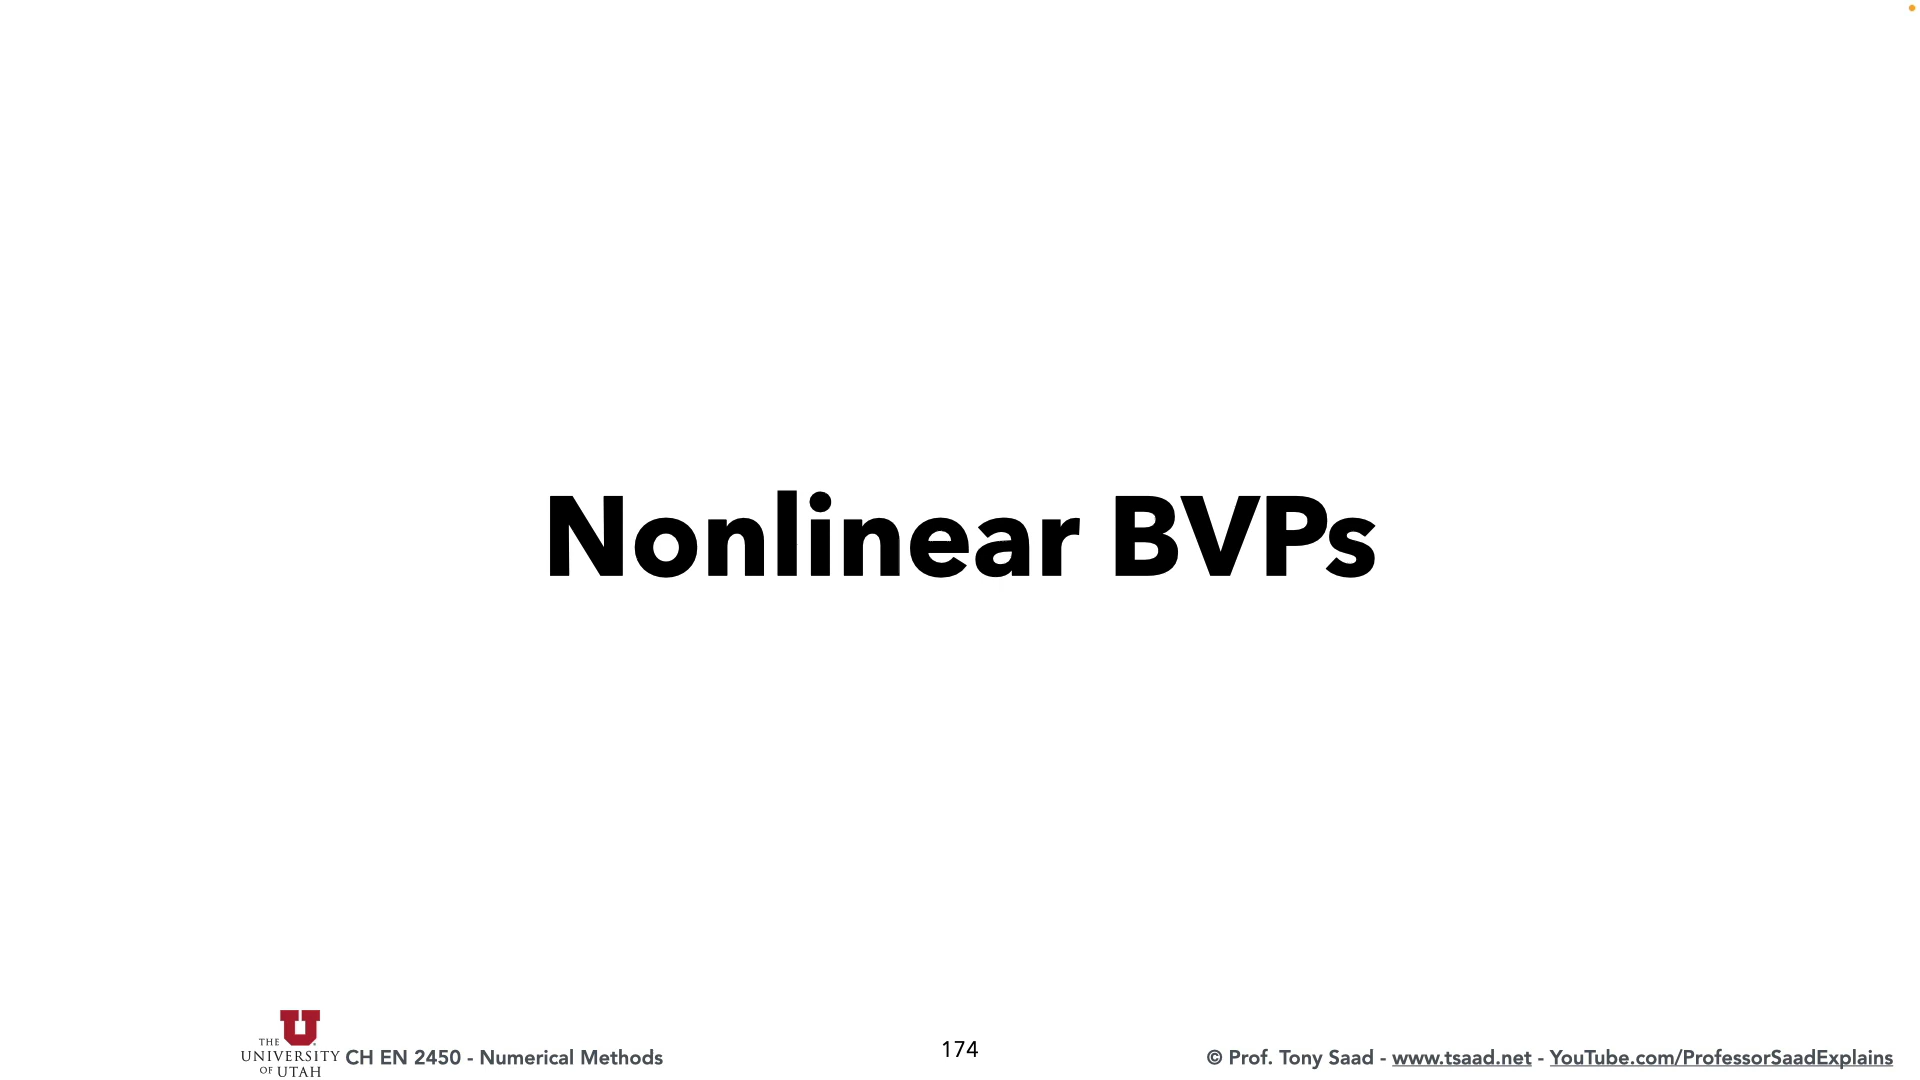 Nonlinear BVPs
THE
UNIVERSITY
OF UTAH
CH EN 2450 - Numerical Methods
174
© Prof. Tony Saad - www.tsaad.net - YouTube.com/ProfessorSaadExplains